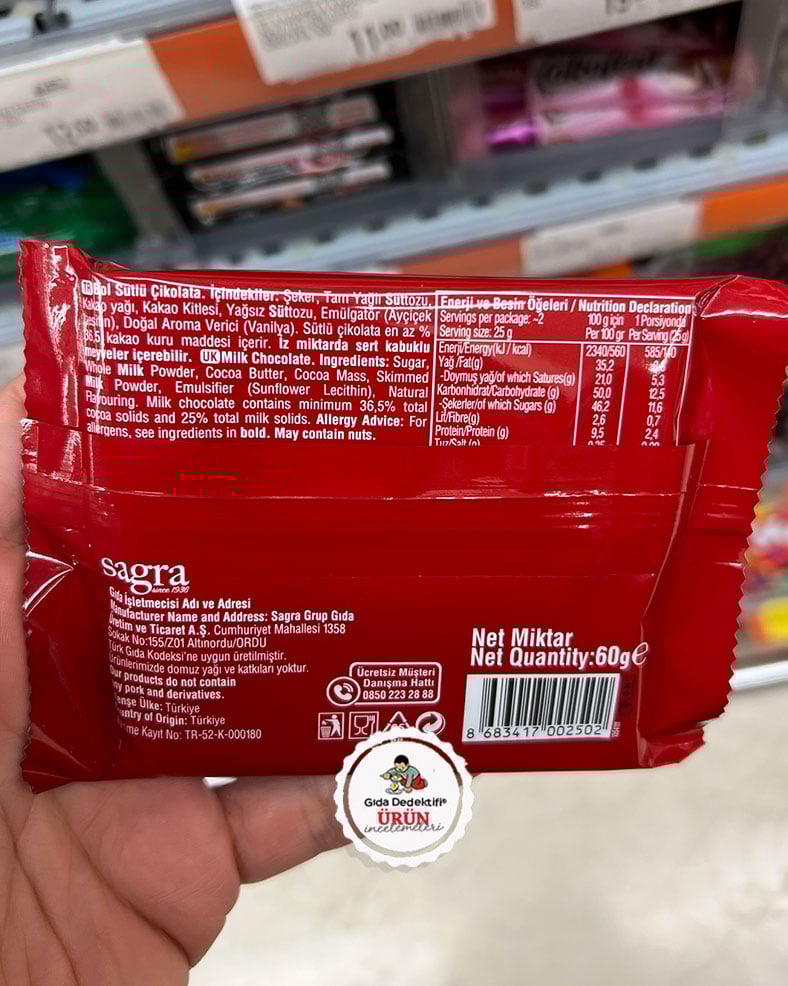 TR Bol Sütlü Çikolata. İçindekiler: Şeker, Tam Yağlı Süttozu,
Kakao yağı, Kakao Kitlesi, Yağsız Süttozu, Emülgatör (Ayçiçek
Lesitin), Doğal Aroma Verici (Vanilya). Sütlü çikolata en az %
36,5 kakao kuru maddesi içerir. İz miktarda sert kabuklu
meyveler içerebilir. UK Milk Chocolate. Ingredients: Sugar,
Whole Milk Powder, Cocoa Butter, Cocoa Mass, Skimmed
Milk Powder, Emulsifier (Sunflower Lecithin), Natural
Flavouring. Milk chocolate contains minimum 36,5% total
cocoa solids and 25% total milk solids. Allergy Advice: For
allergens, see ingredients in bold. May contain nuts.
Enerji ve Besin Öğeleri / Nutrition Declaration
Servings per package: ~2 100 g için 1 Porsiyonda
Serving size: 25 g Per 100 gr Per Serving (25g)
Enerji/Energy(kJ / kcal) 2340/560 585/140
Yağ /Fat(g) 35,2
-Doymuş yağ/of which Satures(g) 21,0 5,3
Karbonhidrat/Carbohydrate (g) 50,0 12,5
-Şekerler/of which Sugars (g) 46,2 11,6
Lif/Fibre(g) 2,6 0,7
Protein/Protein (g) 9,5 2,4
Tuz/Salt (g)
sagra
since 1936
Gıda İşletmecisi Adı ve Adresi
Manufacturer Name and Address: Sagra Grup Gıda
Üretim ve Ticaret A.Ş. Cumhuriyet Mahallesi 1358
Sokak No:155/Z01 Altınordu/ORDU
Türk Gıda Kodeksi'ne uygun üretilmiştir.
Ürünlerimizde domuz yağı ve katkıları yoktur.
Our products do not contain
any pork and derivatives.
Menşe Ülke: Türkiye
Country of Origin: Türkiye
Kayıt No: TR-52-K-000180
Ücretsiz Müşteri
Danışma Hattı
0850 223 28 88
Net Miktar
Net Quantity:60g e
8 683417 002502
Gıda Dedektifi®
ÜRÜN
incelemeleri